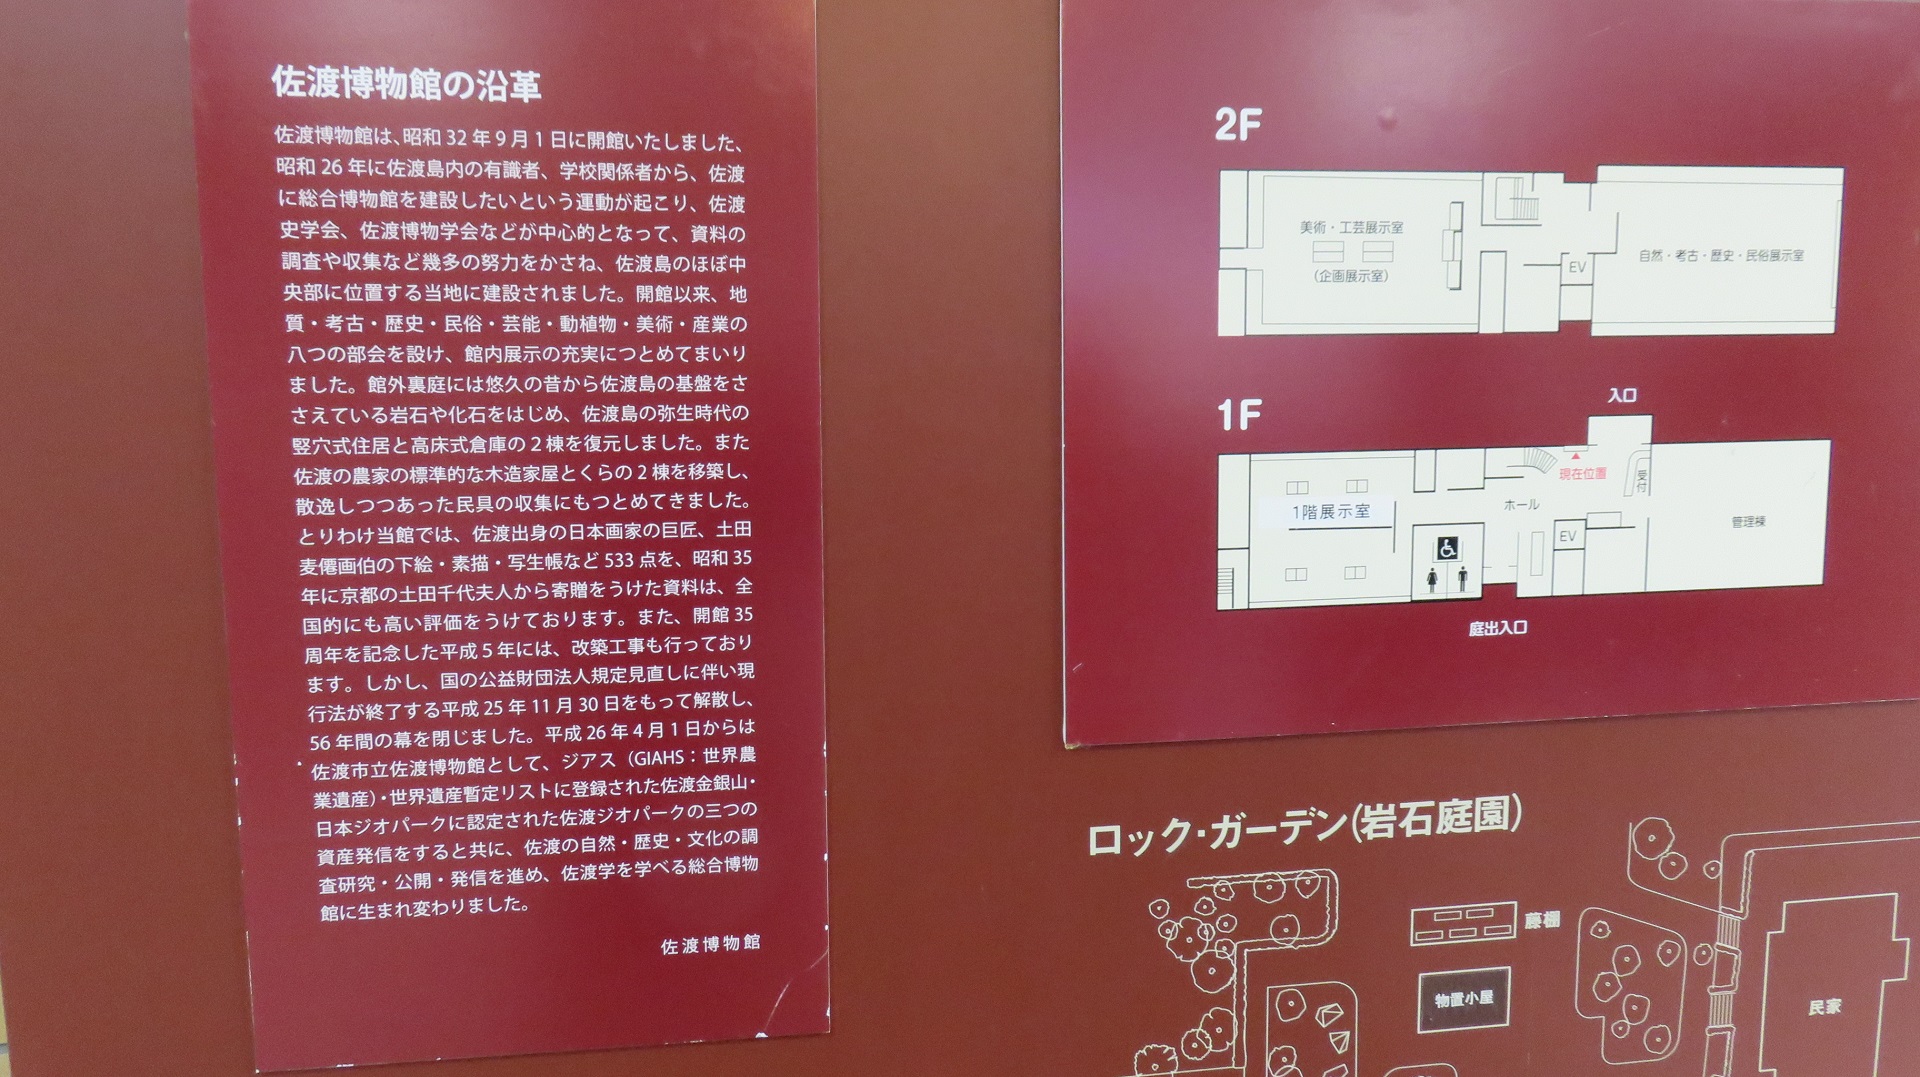 佐渡博物館の沿革
佐渡博物館は、昭和 32 年 9 月 1 日に開館いたしました、
昭和 26 年に佐渡島内の有識者、学校関係者から、佐渡
に総合博物館を建設したいという運動が起こり、佐渡
史学会、佐渡博物学会などが中心的となって、資料の
調査や収集など幾多の努力をかさね、佐渡島のほぼ中
央部に位置する当地に建設されました。開館以来、地
質・考古・歴史・民俗・芸能・動植物・美術・産業の
八つの部会を設け、館内展示の充実につとめてまいり
ました。館外裏庭には悠久の昔から佐渡島の基盤をさ
さえている岩石や化石をはじめ、佐渡島の弥生時代の
竪穴式住居と高床式倉庫の 2 棟を復元しました。また
佐渡の農家の標準的な木造家屋とくらの 2 棟を移築し、
散逸しつつあった民具の収集にもつとめてきました。
とりわけ当館では、佐渡出身の日本画家の巨匠、土田
麦僊画伯の下絵・素描・写生帳など 533 点を、昭和 35
年に京都の土田千代夫人から寄贈をうけた資料は、全
国的にも高い評価をうけております。また、開館 35
周年を記念した平成 5 年には、改築工事も行っており
ます。しかし、国の公益財団法人規定見直しに伴い現
行法が終了する平成 25 年 11 月 30 日をもって解散し、
56 年間の幕を閉じました。平成 26 年 4 月 1 日からは
佐渡市立佐渡博物館として、ジアス（GIAHS：世界農
業遺産）・世界遺産暫定リストに登録された佐渡金銀山・
日本ジオパークに認定された佐渡ジオパークの三つの
資産発信をすると共に、佐渡の自然・歴史・文化の調
査研究・公開・発信を進め、佐渡学を学べる総合博物
館に生まれ変わりました。
佐渡博物館
2F
美術・工芸展示室
（企画展示室）
EV
自然・考古・歴史・民俗展示室
1F
入口
現在位置
受付
1階展示室
ホール
EV
管理棟
庭出入口
ロック・ガーデン(岩石庭園)
藤棚
物置小屋
民家